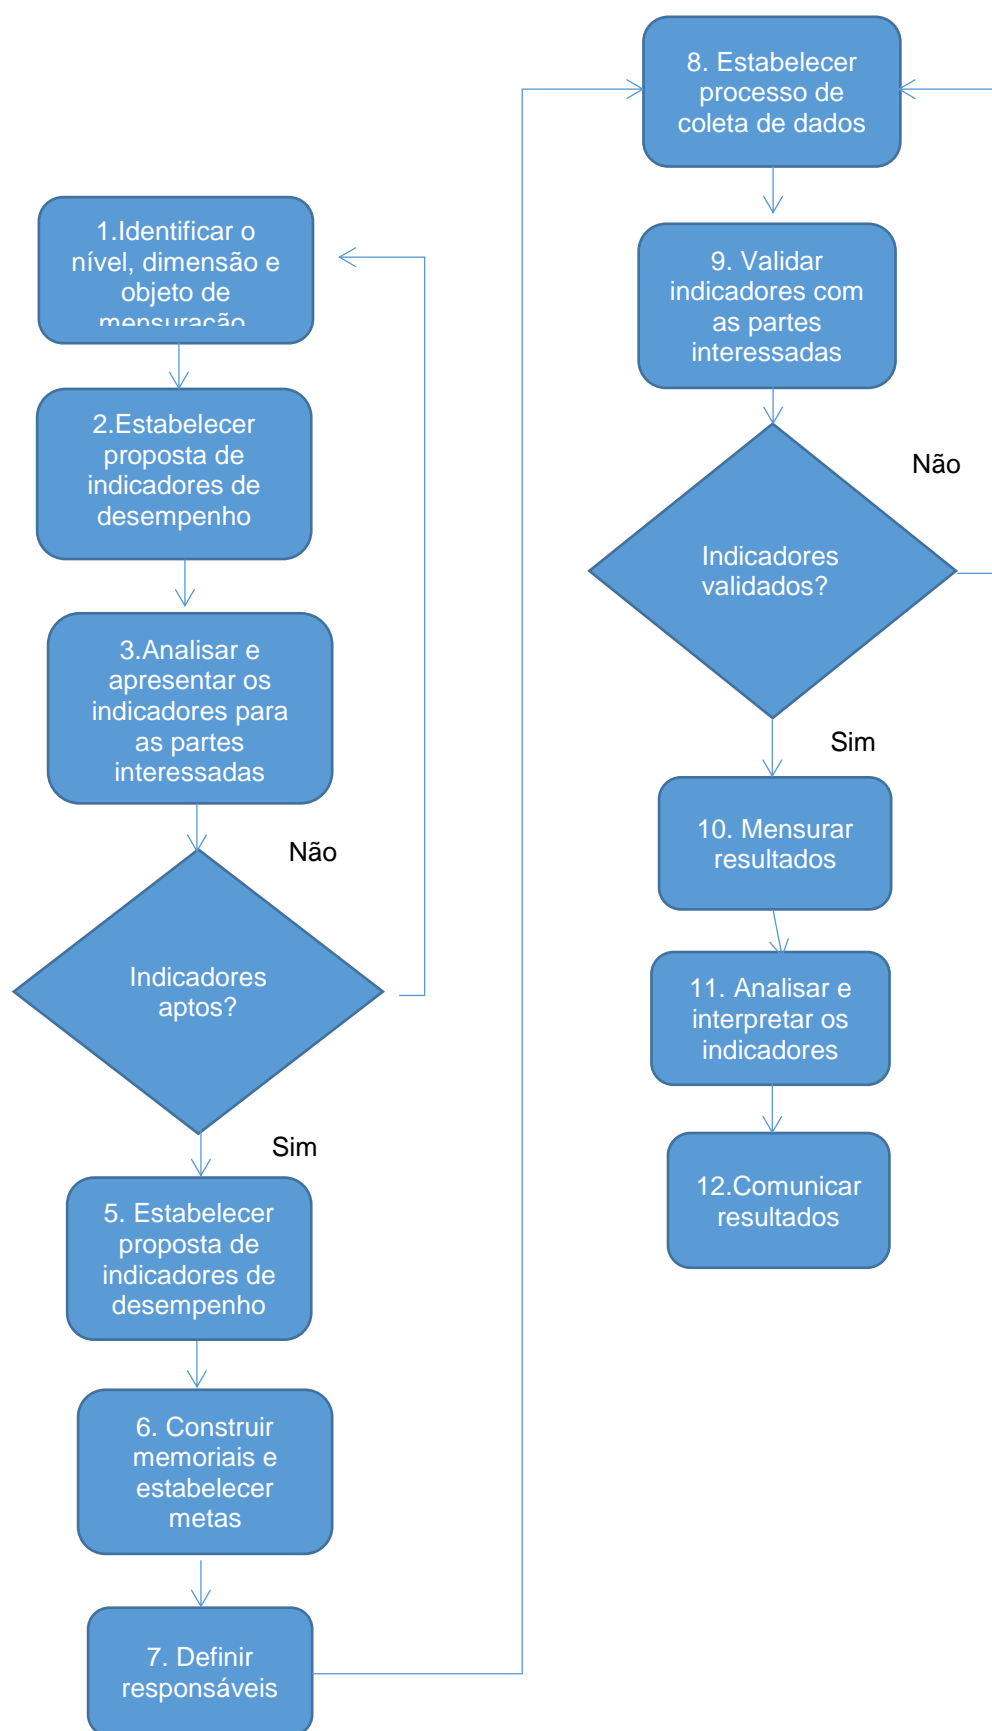 1.Identificar o
nível, dimensão e
objeto de
mensuração
2.Estabelecer
proposta de
indicadores de
desempenho
3.Analisar e
apresentar os
indicadores para
as partes
interessadas
Não
Indicadores
aptos?
Sim
5. Estabelecer
proposta de
indicadores de
desempenho
6. Construir
memoriais e
estabelecer
metas
7. Definir
responsáveis
8. Estabelecer
processo de
coleta de dados
9. Validar
indicadores com
as partes
interessadas
Não
Indicadores
validados?
Sim
10. Mensurar
resultados
11. Analisar e
interpretar os
indicadores
12.Comunicar
resultados